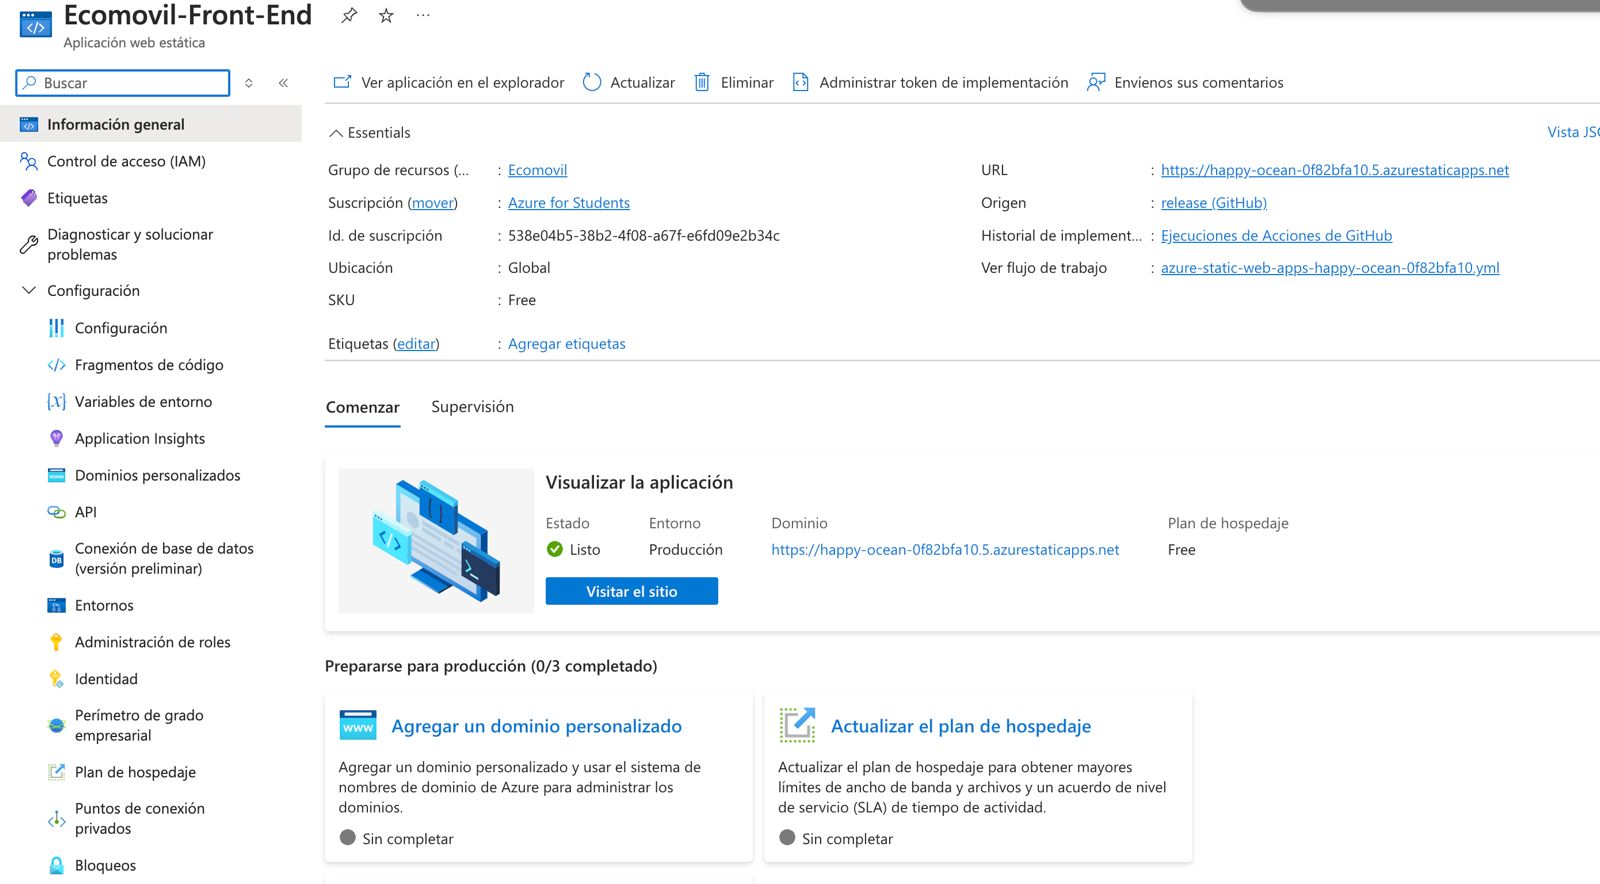 Ecomovil-Front-End
Aplicación web estática
Buscar
Información general
Control de acceso (IAM)
Etiquetas
Diagnosticar y solucionar
problemas
Configuración
Configuración
Fragmentos de código
Variables de entorno
Application Insights
Dominios personalizados
API
Conexión de base de datos
(versión preliminar)
Entornos
Administración de roles
Identidad
Perímetro de grado
empresarial
Plan de hospedaje
Puntos de conexión
privados
Bloqueos
Ver aplicación en el explorador
Actualizar
Eliminar
Administrar token de implementación
Envíenos sus comentarios
Essentials
Vista JSO
Grupo de recursos (... : Ecomovil
Suscripción (mover) : Azure for Students
Id. de suscripción : 538e04b5-38b2-4f08-a67f-e6fd09e2b34c
Ubicación : Global
SKU : Free
URL : https://happy-ocean-0f82bfa10.5.azurestaticapps.net
Origen : release (GitHub)
Historial de implement... : Ejecuciones de Acciones de GitHub
Ver flujo de trabajo : azure-static-web-apps-happy-ocean-0f82bfa10.yml
Etiquetas (editar) : Agregar etiquetas
Comenzar
Supervisión
Visualizar la aplicación
Estado
Listo
Entorno
Producción
Dominio
https://happy-ocean-0f82bfa10.5.azurestaticapps.net
Plan de hospedaje
Free
Visitar el sitio
Prepararse para producción (0/3 completado)
www
Agregar un dominio personalizado
Agregar un dominio personalizado y usar el sistema de
nombres de dominio de Azure para administrar los
dominios.
Sin completar
Actualizar el plan de hospedaje
Actualizar el plan de hospedaje para obtener mayores
límites de ancho de banda y archivos y un acuerdo de nivel
de servicio (SLA) de tiempo de actividad.
Sin completar